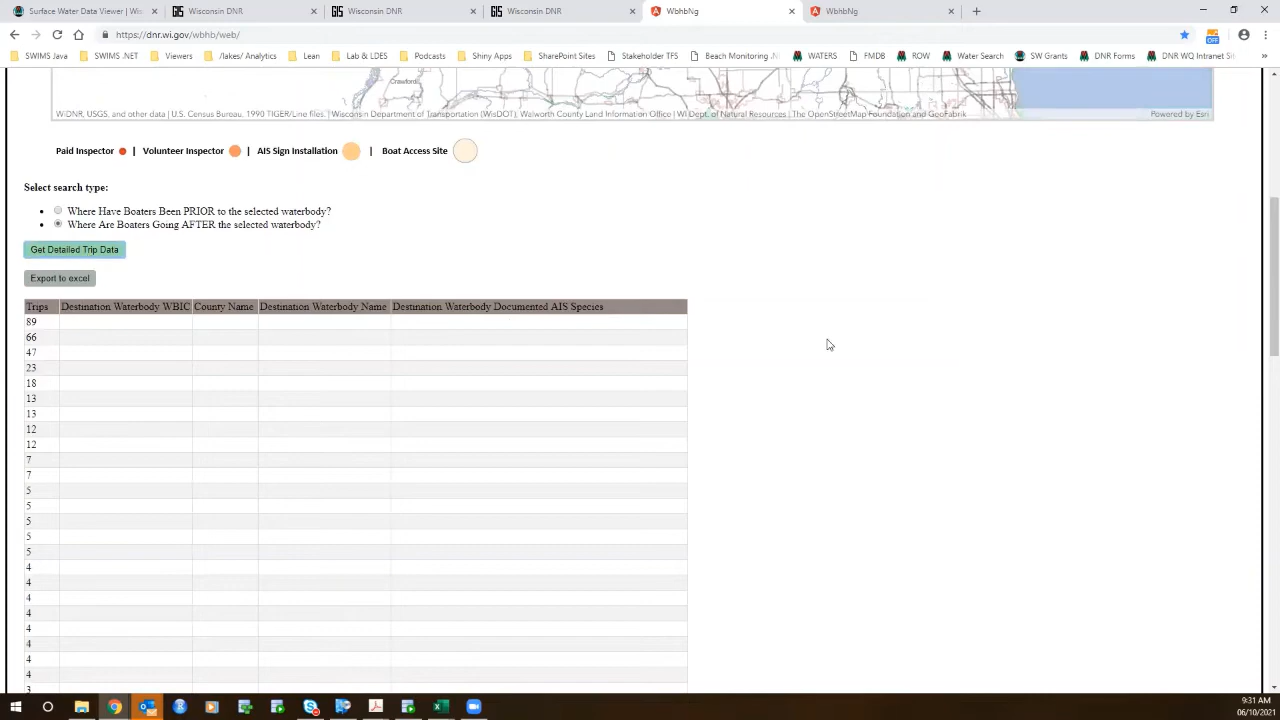 Surface Water Data Viewer | Wis
Wisconsin DNR
Wisconsin DNR
Wisconsin DNR
WbhbNg
WbhbNg
https://dnr.wi.gov/wbhb/web/
OFF
SWIMS Java
SWIMS .NET
Viewers
/lakes/ Analytics
Lean
Lab & LDES
Podcasts
Shiny Apps
SharePoint Sites
Stakeholder TFS
Beach Monitoring
WATERS
FMDB
ROW
Water Search
SW Grants
DNR Forms
DNR WQ Intranet Sit
Crawford
WiDNR, USGS, and other data | U.S. Census Bureau, 1990 TIGER/Line files. | Wisconsin Department of Transportation (WisDOT), Walworth County Land Information Office | WI Dept. of Natural Resources | The OpenStreetMap Foundation and GeoFabrik Powered by Esri
Paid Inspector | Volunteer Inspector | AIS Sign Installation | Boat Access Site
Select search type:
Where Have Boaters Been PRIOR to the selected waterbody?
Where Are Boaters Going AFTER the selected waterbody?
Get Detailed Trip Data
Export to excel
Trips Destination Waterbody WBIC County Name Destination Waterbody Name Destination Waterbody Documented AIS Species
89
66
47
23
18
13
13
12
12
7
7
5
5
5
5
5
4
4
4
4
4
4
4
4
3
9:31 AM
06/10/2021